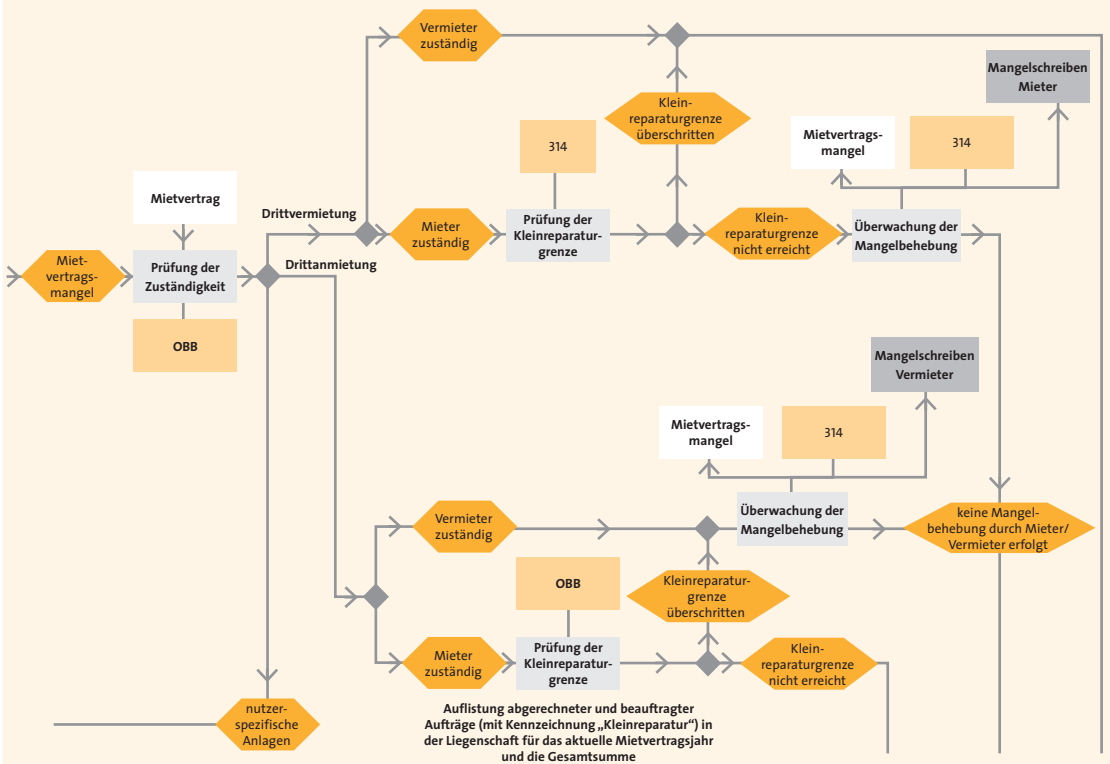 Vermieter
zuständig
Mangelschreiben
Mieter
Klein-
reparaturgrenze
überschritten
314
Mietvertrags-
mangel
314
Mietvertrag
Drittvermietung
Mieter
zuständig
Prüfung der
Kleinreparatur-
grenze
Klein-
reparaturgrenze
nicht erreicht
Überwachung der
Mangelbehebung
Miet-
vertrags-
mangel
Prüfung der
Zuständigkeit
Drittanmietung
OBB
Mangelschreiben
Vermieter
Mietvertrags-
mangel
314
Vermieter
zuständig
Überwachung der
Mangelbehebung
keine Mangel-
behebung durch Mieter/
Vermieter erfolgt
OBB
Kleinreparatur-
grenze
überschritten
Mieter
zuständig
Prüfung der
Kleinreparatur-
grenze
Klein-
reparaturgrenze
nicht erreicht
nutzer-
spezifische
Anlagen
Auflistung abgerechneter und beauftragter
Aufträge (mit Kennzeichnung „Kleinreparatur“) in
der Liegenschaft für das aktuelle Mietvertragsjahr
und die Gesamtsumme